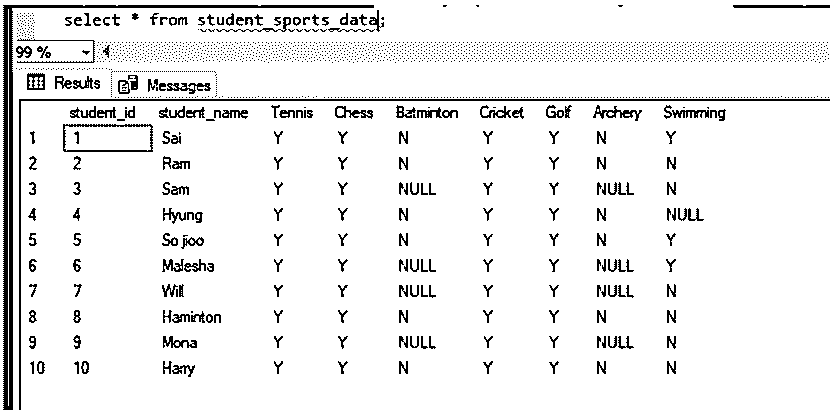 select * from student_sports_data;
99 %
Results Messages
student_id student_name Tennis Chess Batminton Cricket Golf Archery Swimming
1 1 Sai Y Y N Y Y N Y
2 2 Ram Y Y N Y Y N N
3 3 Sam Y Y NULL Y Y NULL N
4 4 Hyung Y Y N Y Y N NULL
5 5 So jioo Y Y N Y Y N Y
6 6 Malesha Y Y NULL Y Y NULL Y
7 7 Will Y Y NULL Y Y NULL N
8 8 Haminton Y Y N Y Y N N
9 9 Mona Y Y NULL Y Y NULL N
10 10 Harry Y Y N Y Y N N